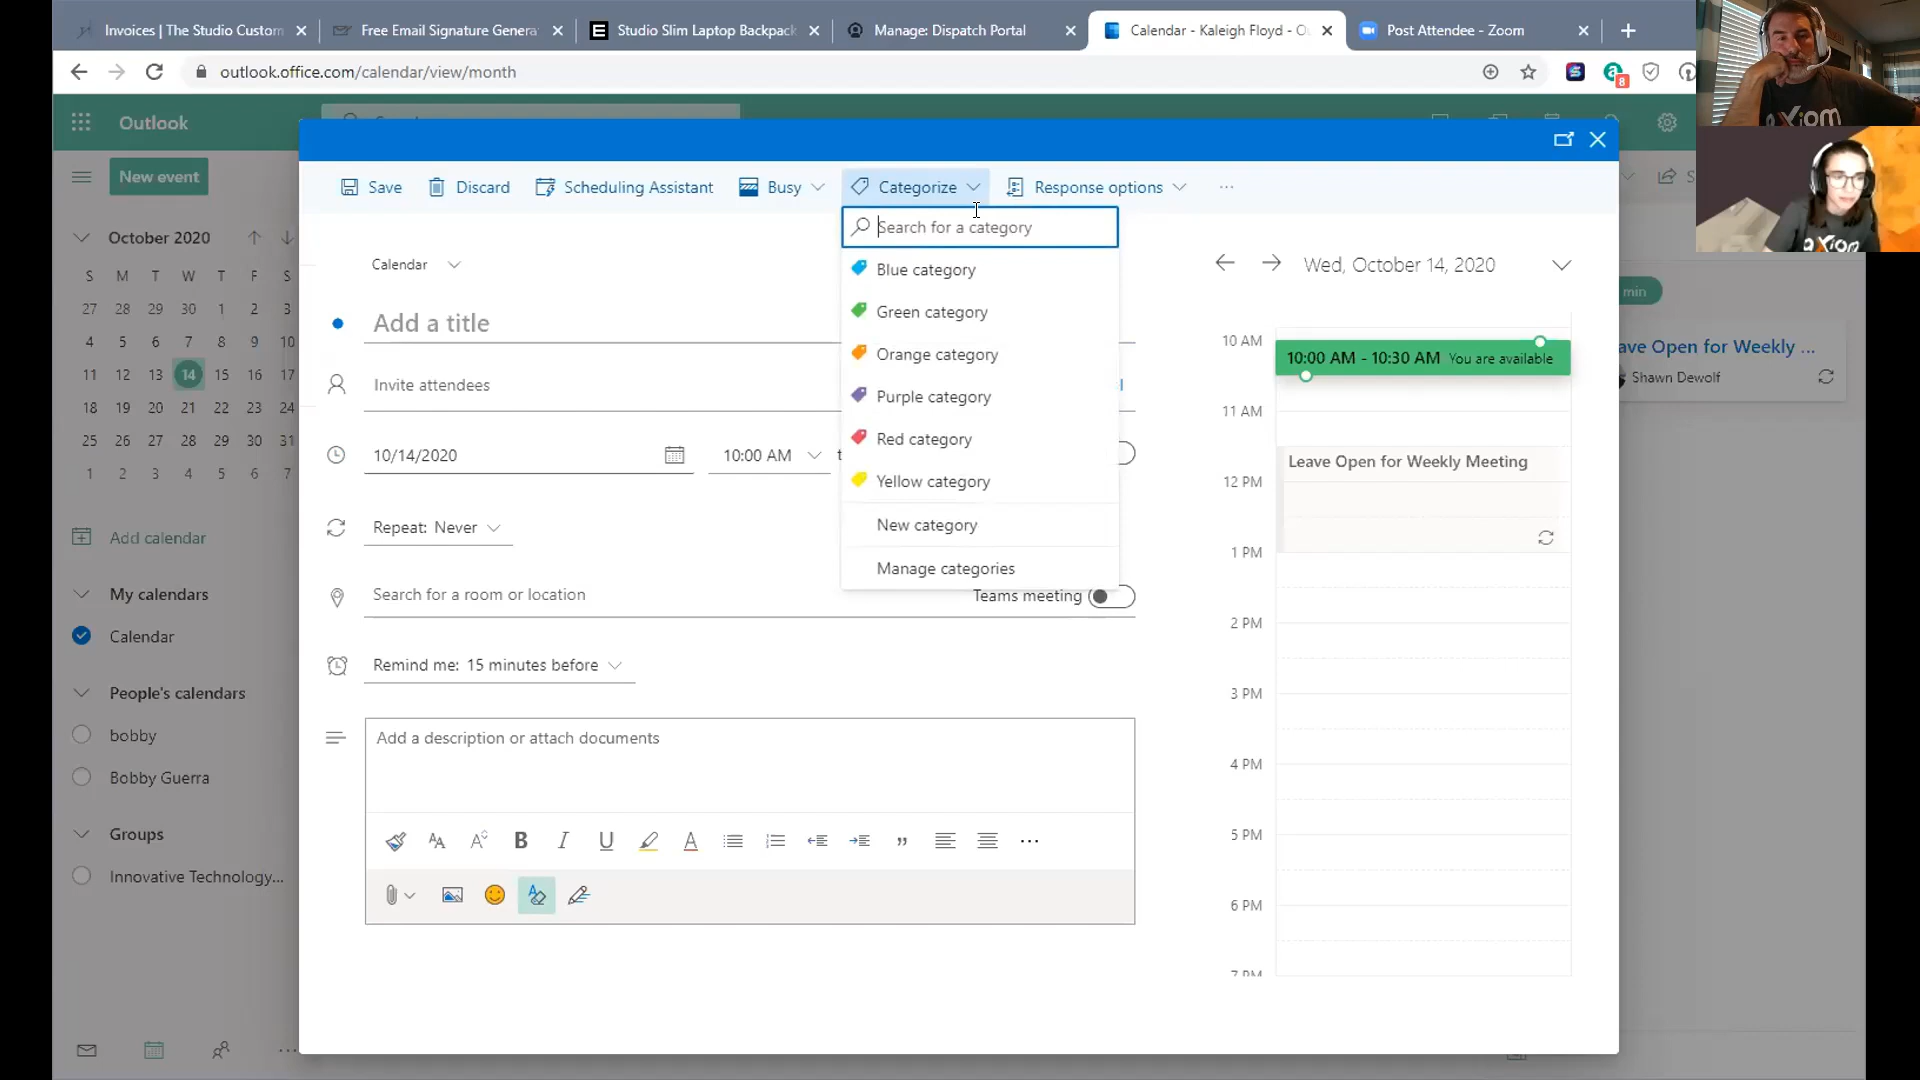 Invoices | The Studio Custom
Free Email Signature Genera
Studio Slim Laptop Backpack
Manage: Dispatch Portal
Calendar - Kaleigh Floyd - Ou
Post Attendee - Zoom
outlook.office.com/calendar/view/month
8
Outlook
New event
Save
Discard
Scheduling Assistant
Busy
Categorize
Response options
October 2020
S M T W T F S
27 28 29 30 1 2 3
4 5 6 7 8 9 10
11 12 13 14 15 16 17
18 19 20 21 22 23 24
25 26 27 28 29 30 31
1 2 3 4 5 6 7
Add calendar
My calendars
Calendar
People's calendars
bobby
Bobby Guerra
Groups
Innovative Technology...
Calendar
Add a title
Invite attendees
10/14/2020
10:00 AM
Repeat: Never
Search for a room or location
Teams meeting
Remind me: 15 minutes before
Add a description or attach documents
Search for a category
Blue category
Green category
Orange category
Purple category
Red category
Yellow category
New category
Manage categories
Wed, October 14, 2020
10 AM
10:00 AM - 10:30 AM You are available
11 AM
Leave Open for Weekly Meeting
12 PM
1 PM
2 PM
3 PM
4 PM
5 PM
6 PM
7 PM
min
ave Open for Weekly ...
Shawn Dewolf